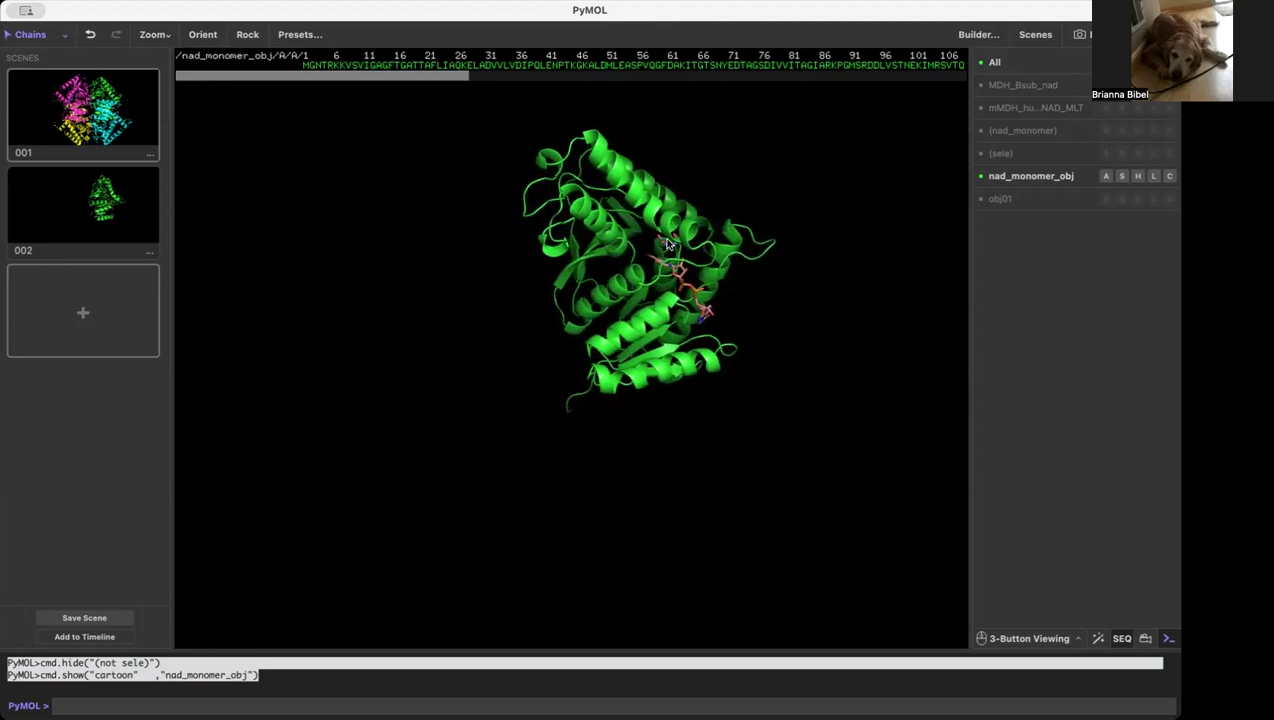 PyMOL
Chains
Zoom
Orient
Rock
Presets...
Builder...
Scenes
Brianna Bibel
SCENES
001
...
002
...
+
Save Scene
Add to Timeline
/nad_monomer_obj/A/A/1 6 11 16 21 26 31 36 41 46 51 56 61 66 71 76 81 86 91 96 101 106
MGNTRKKVSVIGAGFTGATTAFLIAQKELADVVLVDIPQLENPTKGKALDMLEASPVQGFDAKITGTSNYEDTAGSDIVVITAGIARKPGMSRDDLVSTNEKIMRSVTQ
All
MDH_Bsub_nad
mMDH_hu...NAD_MLT
(nad_monomer)
(sele)
nad_monomer_obj A S H L C
obj01
3-Button Viewing
SEQ
PyMOL>cmd.hide("(not sele)")
PyMOL>cmd.show("cartoon" ,"nad_monomer_obj")
PyMOL >